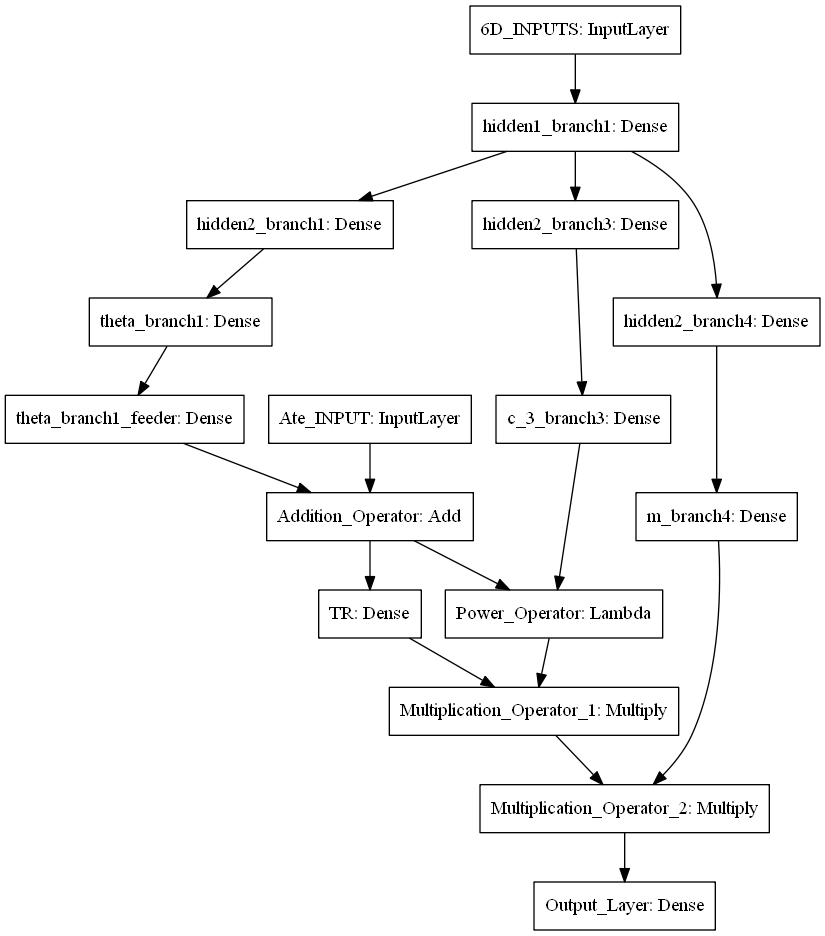 6D_INPUTS: InputLayer
hidden1_branch1: Dense
hidden2_branch1: Dense
hidden2_branch3: Dense
theta_branch1: Dense
hidden2_branch4: Dense
theta_branch1_feeder: Dense
Ate_INPUT: InputLayer
c_3_branch3: Dense
Addition_Operator: Add
m_branch4: Dense
TR: Dense
Power_Operator: Lambda
Multiplication_Operator_1: Multiply
Multiplication_Operator_2: Multiply
Output_Layer: Dense